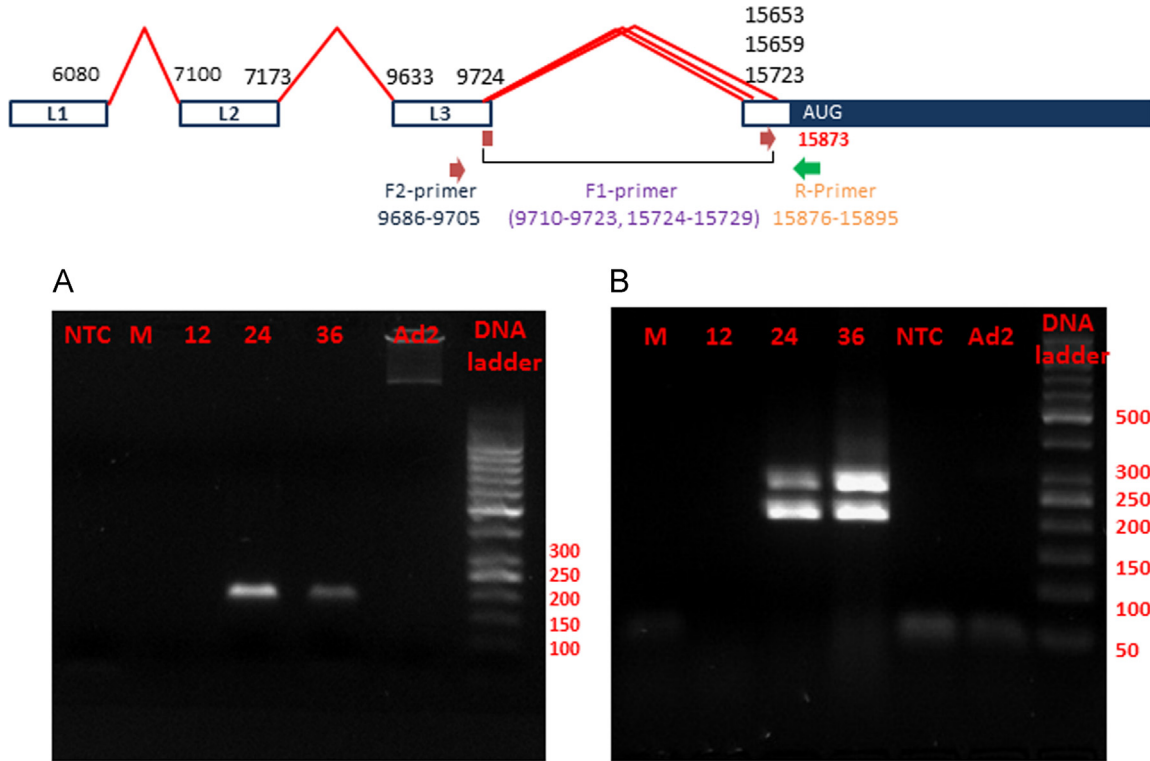 15653
15659
15723
6080 7100 7173 9633 9724
L1 L2 L3 AUG
15873
F2-primer F1-primer R-Primer
9686-9705 (9710-9723, 15724-15729) 15876-15895
A
NTC M 12 24 36 Ad2 DNA
ladder
300
250
200
150
100
B
M 12 24 36 NTC Ad2 DNA
ladder
500
300
250
200
150
100
50